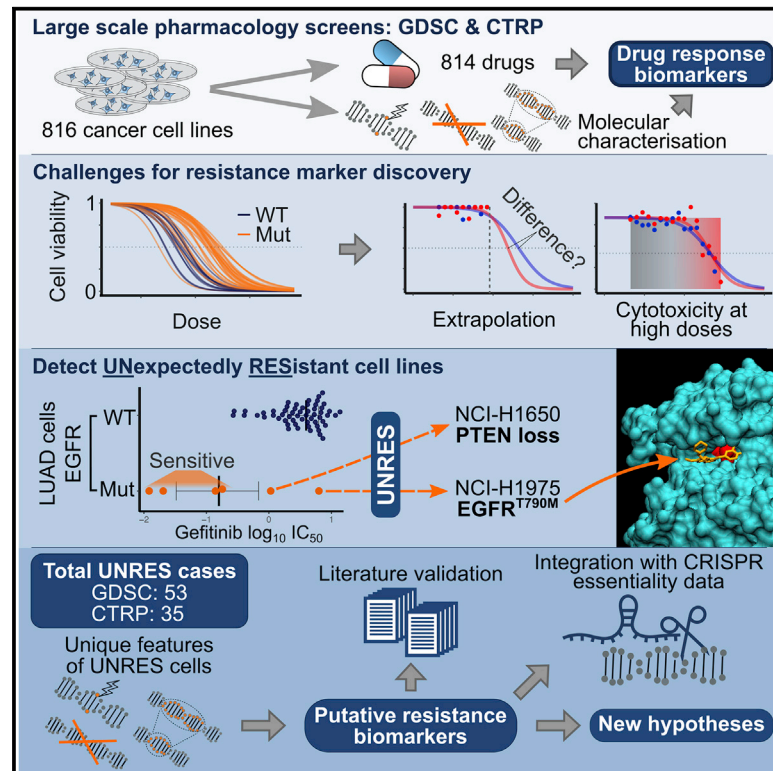 Large scale pharmacology screens: GDSC & CTRP
816 cancer cell lines
814 drugs
Molecular
characterisation
Drug response
biomarkers
Challenges for resistance marker discovery
Cell viability
1
0
WT
Mut
Dose
Difference?
Extrapolation
Cytotoxicity at
high doses
Detect UNexpectedly RESistant cell lines
LUAD cells
EGFR
WT
Mut
Sensitive
-2
-1
0
1
Gefitinib log10 IC50
UNRES
NCI-H1650
PTEN loss
NCI-H1975
EGFRT790M
Total UNRES cases
GDSC: 53
CTRP: 35
Unique features
of UNRES cells
Literature validation
Putative resistance
biomarkers
Integration with CRISPR
essentiality data
New hypotheses